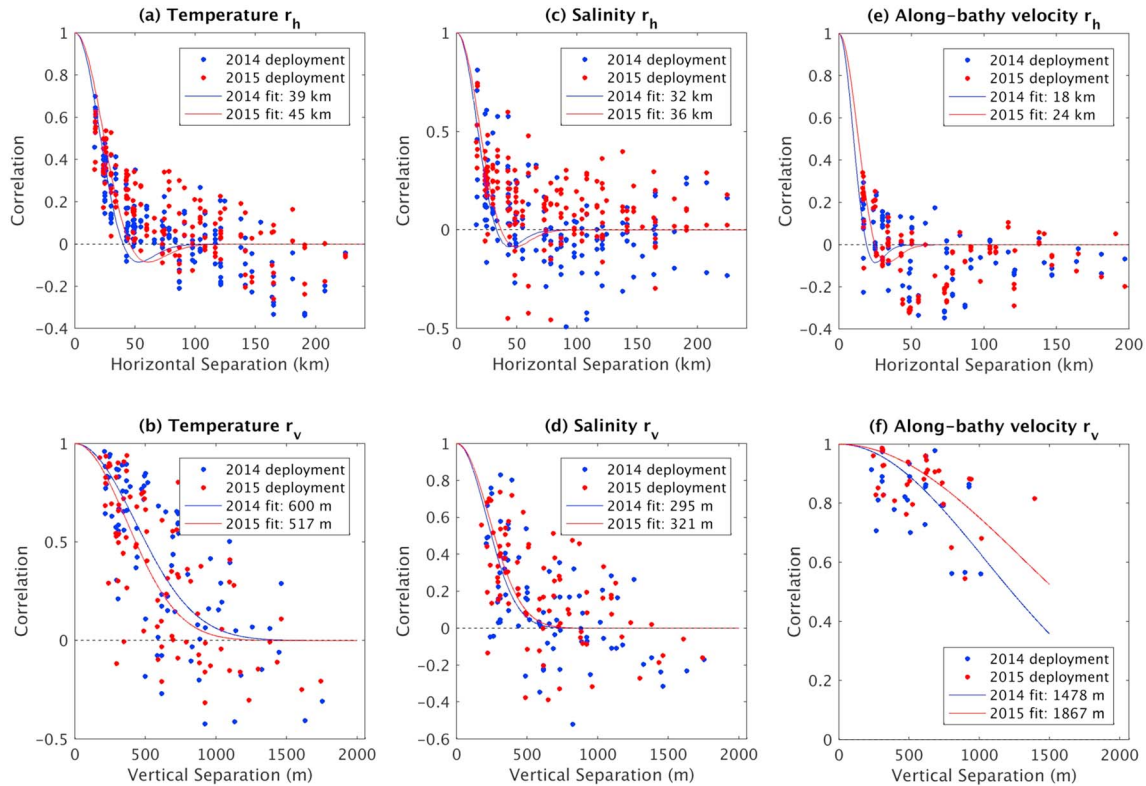 (a) Temperature r_h
1
0.8
0.6
0.4
0.2
0
−0.2
−0.4
Correlation
2014 deployment
2015 deployment
2014 fit: 39 km
2015 fit: 45 km
0 50 100 150 200
Horizontal Separation (km)
(c) Salinity r_h
1
0.5
0
−0.5
Correlation
2014 deployment
2015 deployment
2014 fit: 32 km
2015 fit: 36 km
0 50 100 150 200
Horizontal Separation (km)
(e) Along-bathy velocity r_h
1
0.8
0.6
0.4
0.2
0
−0.2
−0.4
Correlation
2014 deployment
2015 deployment
2014 fit: 18 km
2015 fit: 24 km
0 50 100 150 200
Horizontal Separation (km)
(b) Temperature r_v
1
0.5
0
−0.5
Correlation
2014 deployment
2015 deployment
2014 fit: 600 m
2015 fit: 517 m
0 500 1000 1500 2000
Vertical Separation (m)
(d) Salinity r_v
1
0.8
0.6
0.4
0.2
0
−0.2
−0.4
−0.6
Correlation
2014 deployment
2015 deployment
2014 fit: 295 m
2015 fit: 321 m
0 500 1000 1500 2000
Vertical Separation (m)
(f) Along-bathy velocity r_v
1
0.8
0.6
0.4
0.2
0
Correlation
2014 deployment
2015 deployment
2014 fit: 1478 m
2015 fit: 1867 m
0 500 1000 1500 2000
Vertical Separation (m)